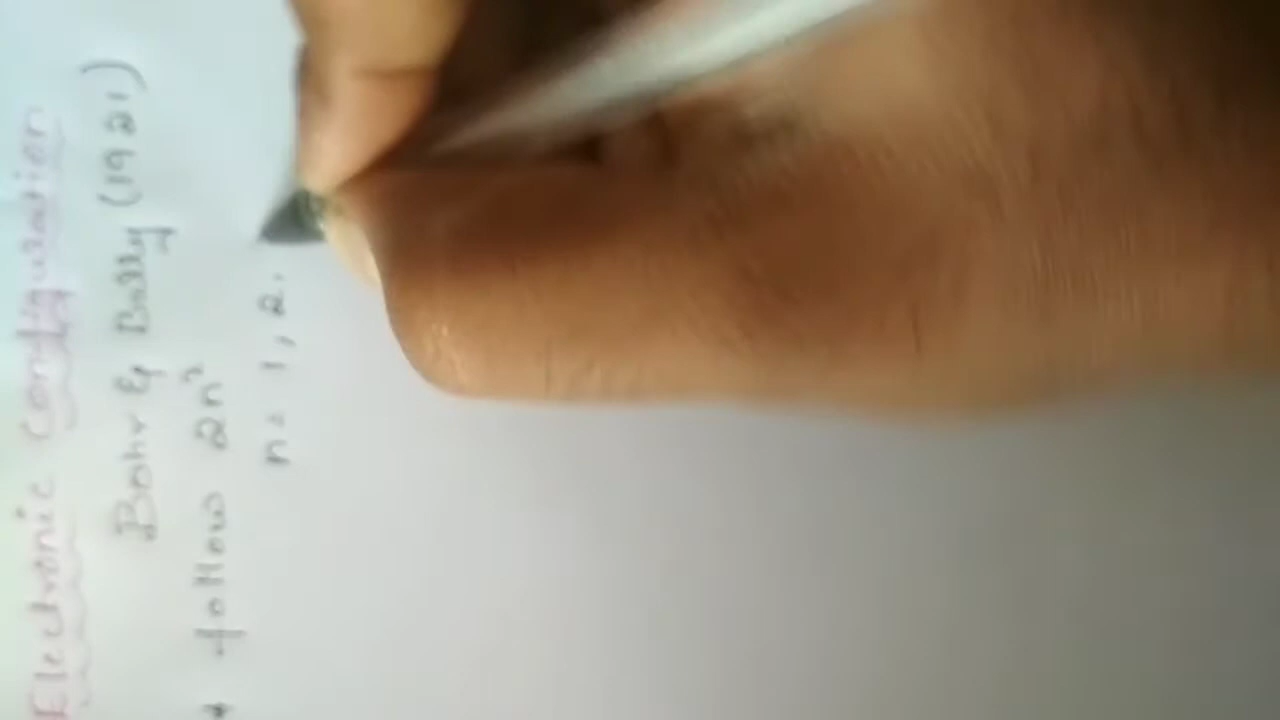 Electronic Configuration
Bohr & Bury (1921)
* follow 2n²
n = 1, 2.